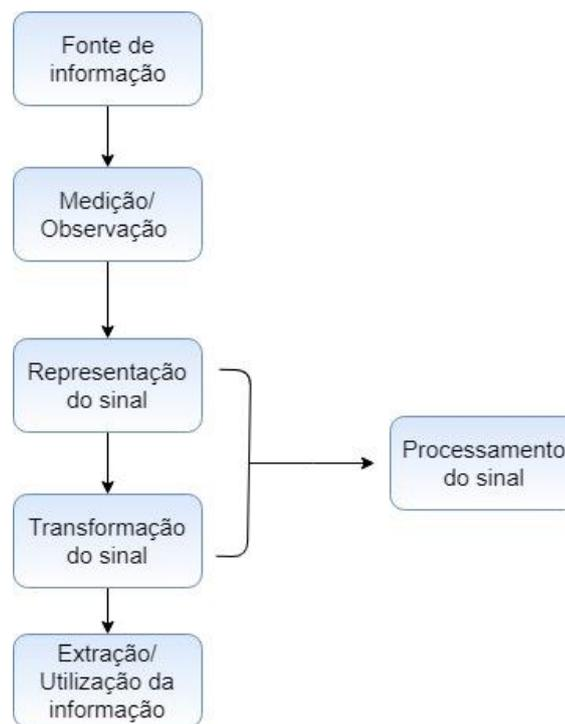 Fonte de
informação
Medição/
Observação
Representação
do sinal
Processamento
do sinal
Transformação
do sinal
Extração/
Utilização da
informação